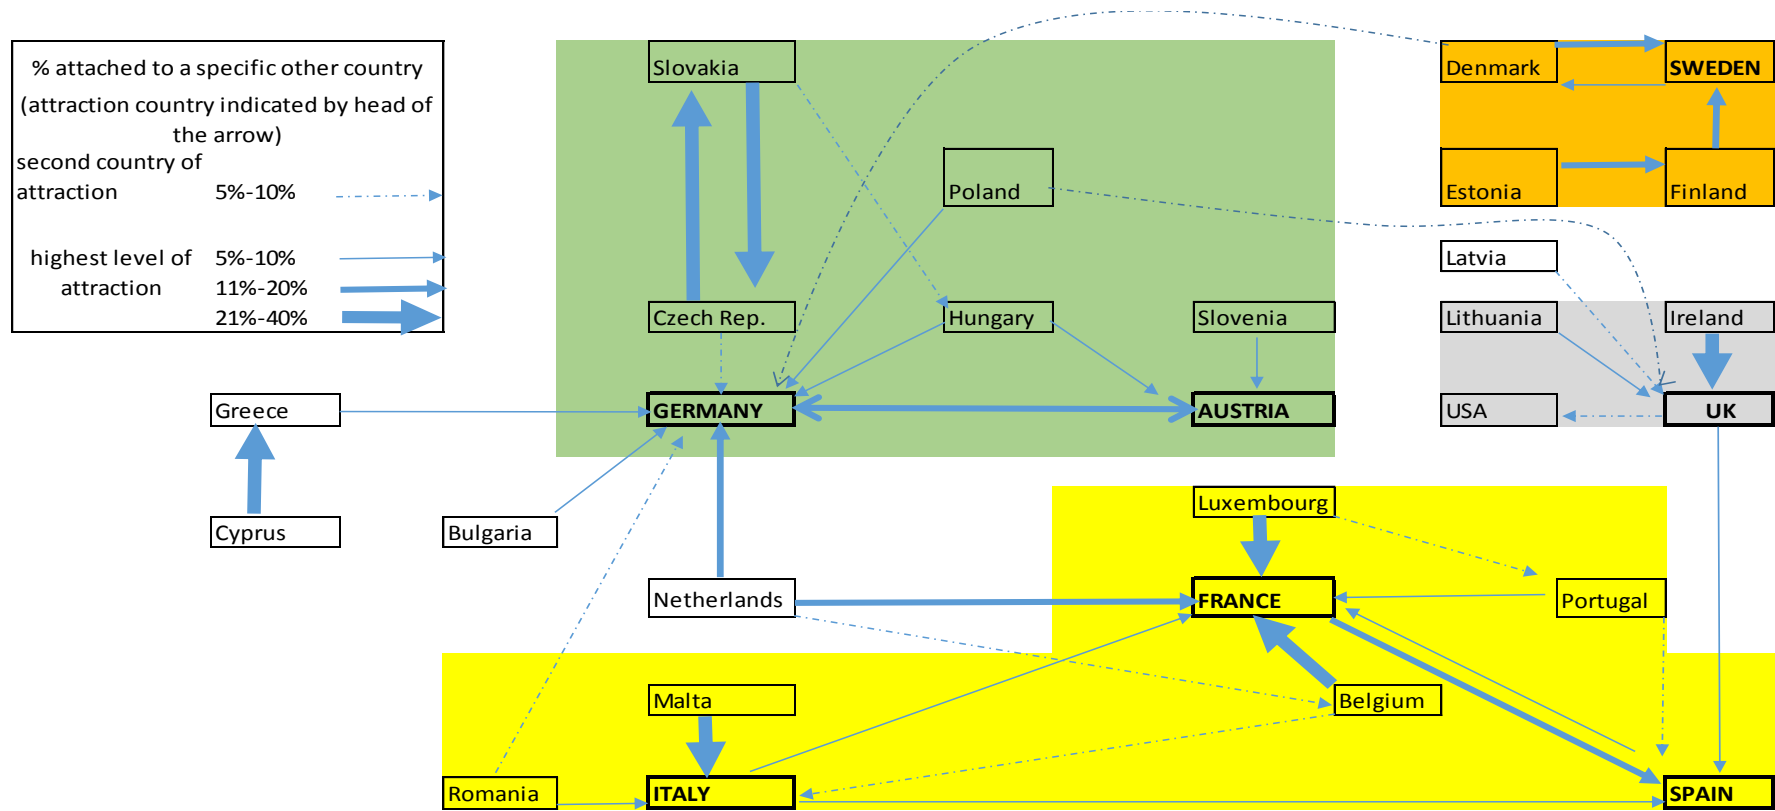 % attached to a specific other country
(attraction country indicated by head of
the arrow)
second country of
attraction 5%-10%
highest level of 5%-10%
attraction 11%-20%
21%-40%
Slovakia
Denmark
SWEDEN
Poland
Estonia
Finland
Latvia
Czech Rep.
Hungary
Slovenia
Lithuania
Ireland
Greece
GERMANY
AUSTRIA
USA
UK
Cyprus
Bulgaria
Luxembourg
Netherlands
FRANCE
Portugal
Malta
Belgium
Romania
ITALY
SPAIN